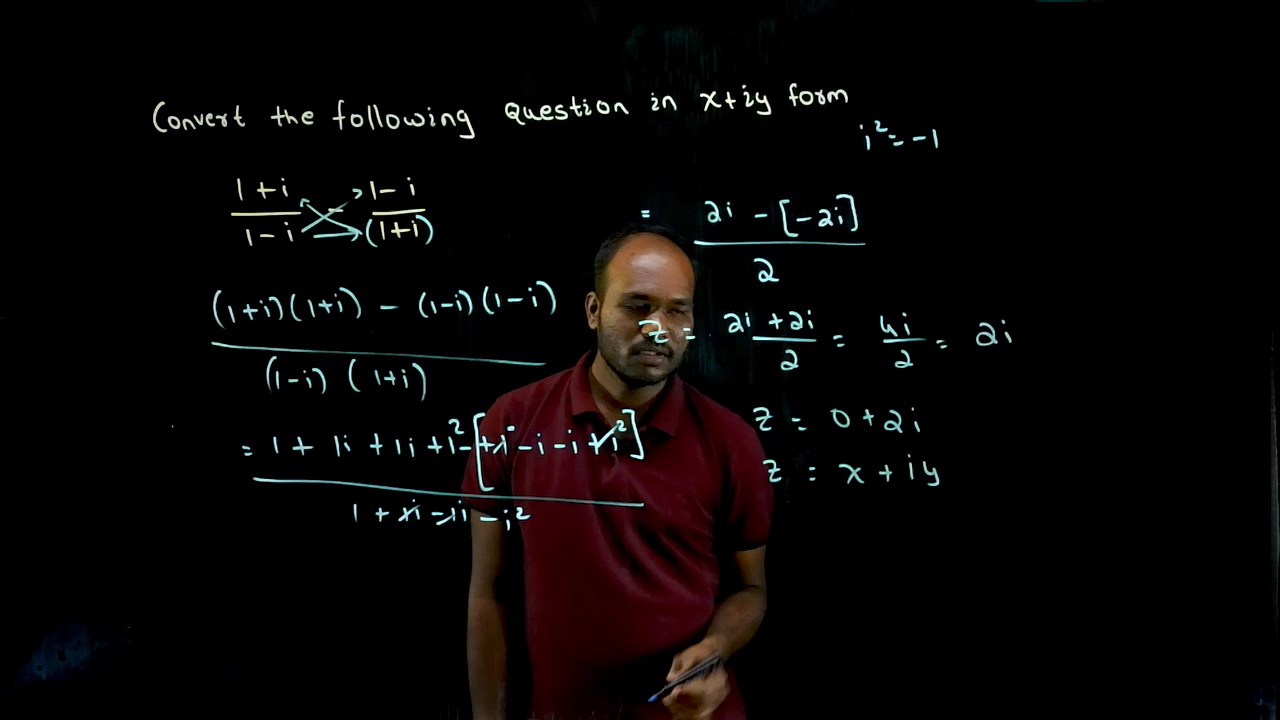 Convert the following question in x+iy form
i² = -1
1+i/1-i - 1-i/(1+i)
(1+i)(1+i) - (1-i)(1-i)
(1-i) (1+i)
= 1 + 1i + 1i + i² - [+1 - i - i + i²]
1 + 1i - 1i - i²
= 2i - [-2i]
2
z = 2i + 2i/2 = 4i/2 = 2i
z = 0 + 2i
z = x + iy